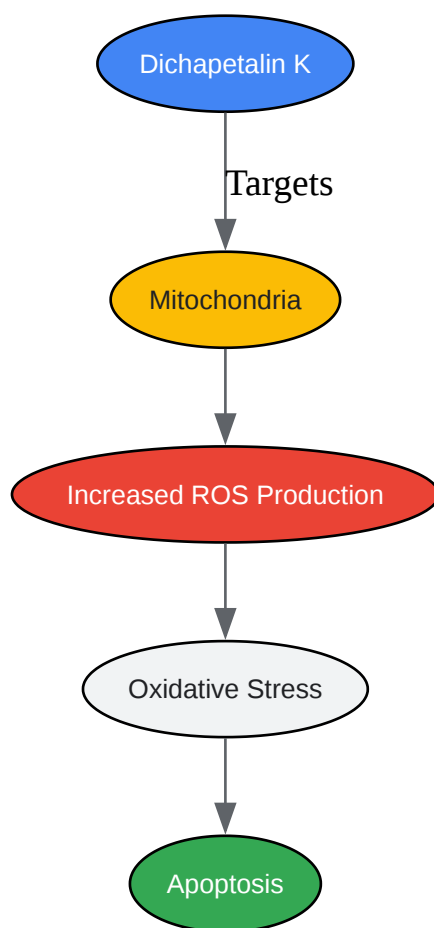 Dichapetalin K
Targets
Mitochondria
Increased ROS Production
Oxidative Stress
Apoptosis